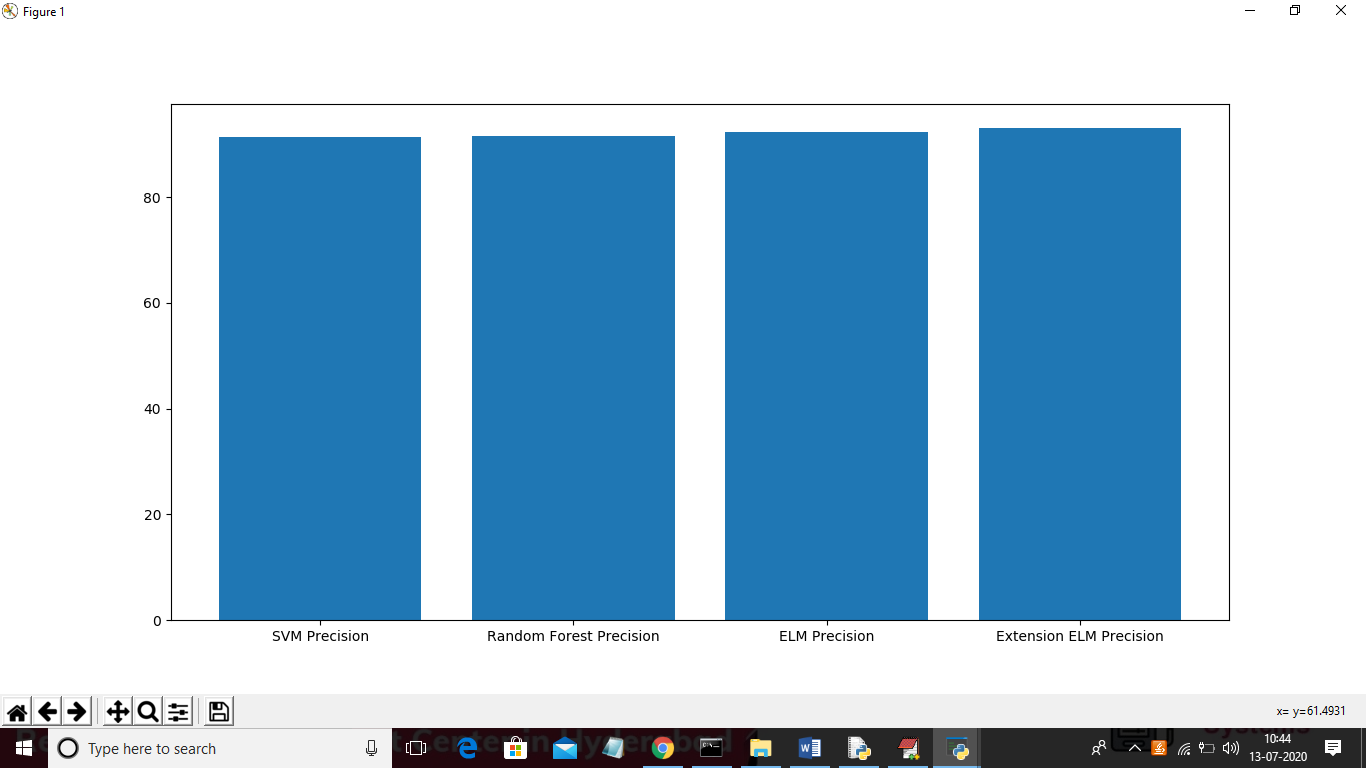 Figure 1
80
60
40
20
0
SVM Precision
Random Forest Precision
ELM Precision
Extension ELM Precision
x= y=61.4931
Type here to search
10:44
13-07-2020